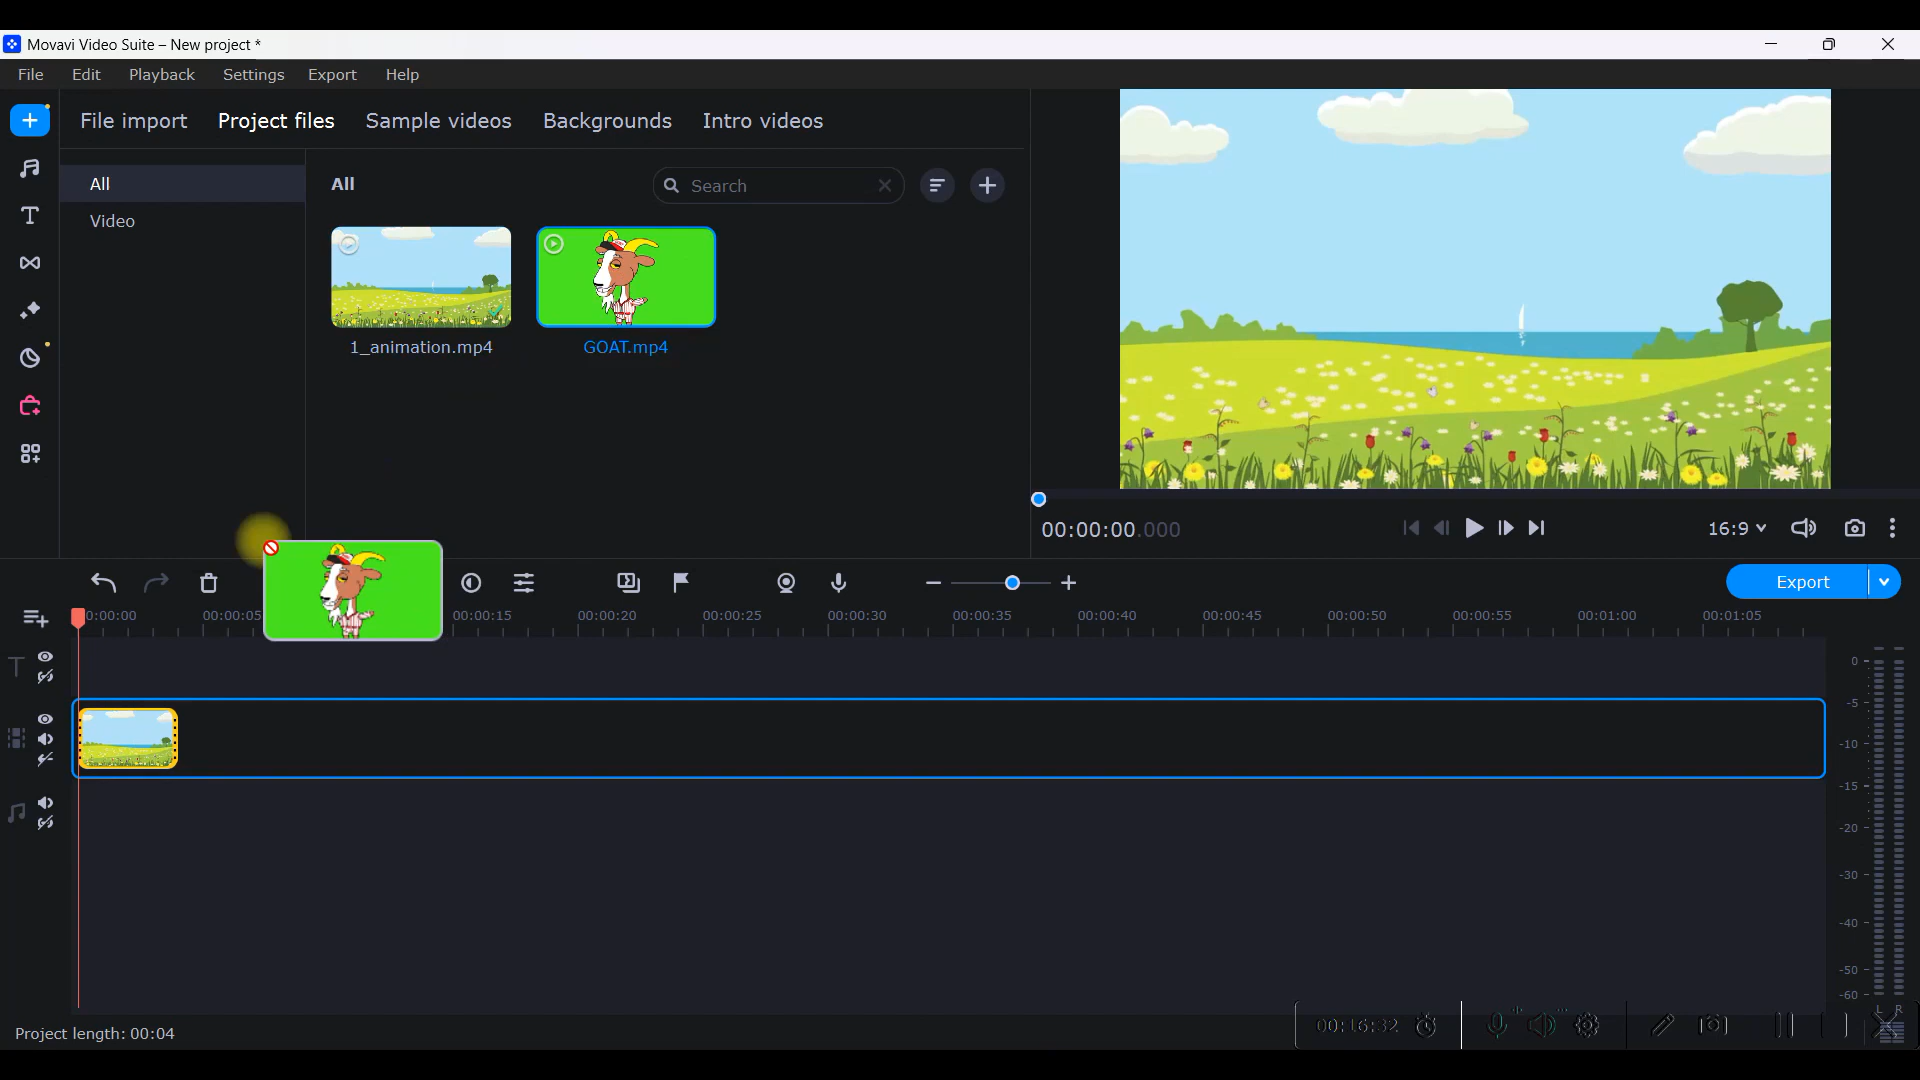 Movavi Video Suite – New project *
File Edit Playback Settings Export Help
File import Project files Sample videos Backgrounds Intro videos
All
Video
All
Search
1_animation.mp4
GOAT.mp4
00:00:00.000
16:9
Export
0:00:00 00:00:05 00:00:15 00:00:20 00:00:25 00:00:30 00:00:35 00:00:40 00:00:45 00:00:50 00:00:55 00:01:00 00:01:05
T
0
-5
-10
-15
-20
-30
-40
-50
-60
L R
00:16:32
Project length: 00:04